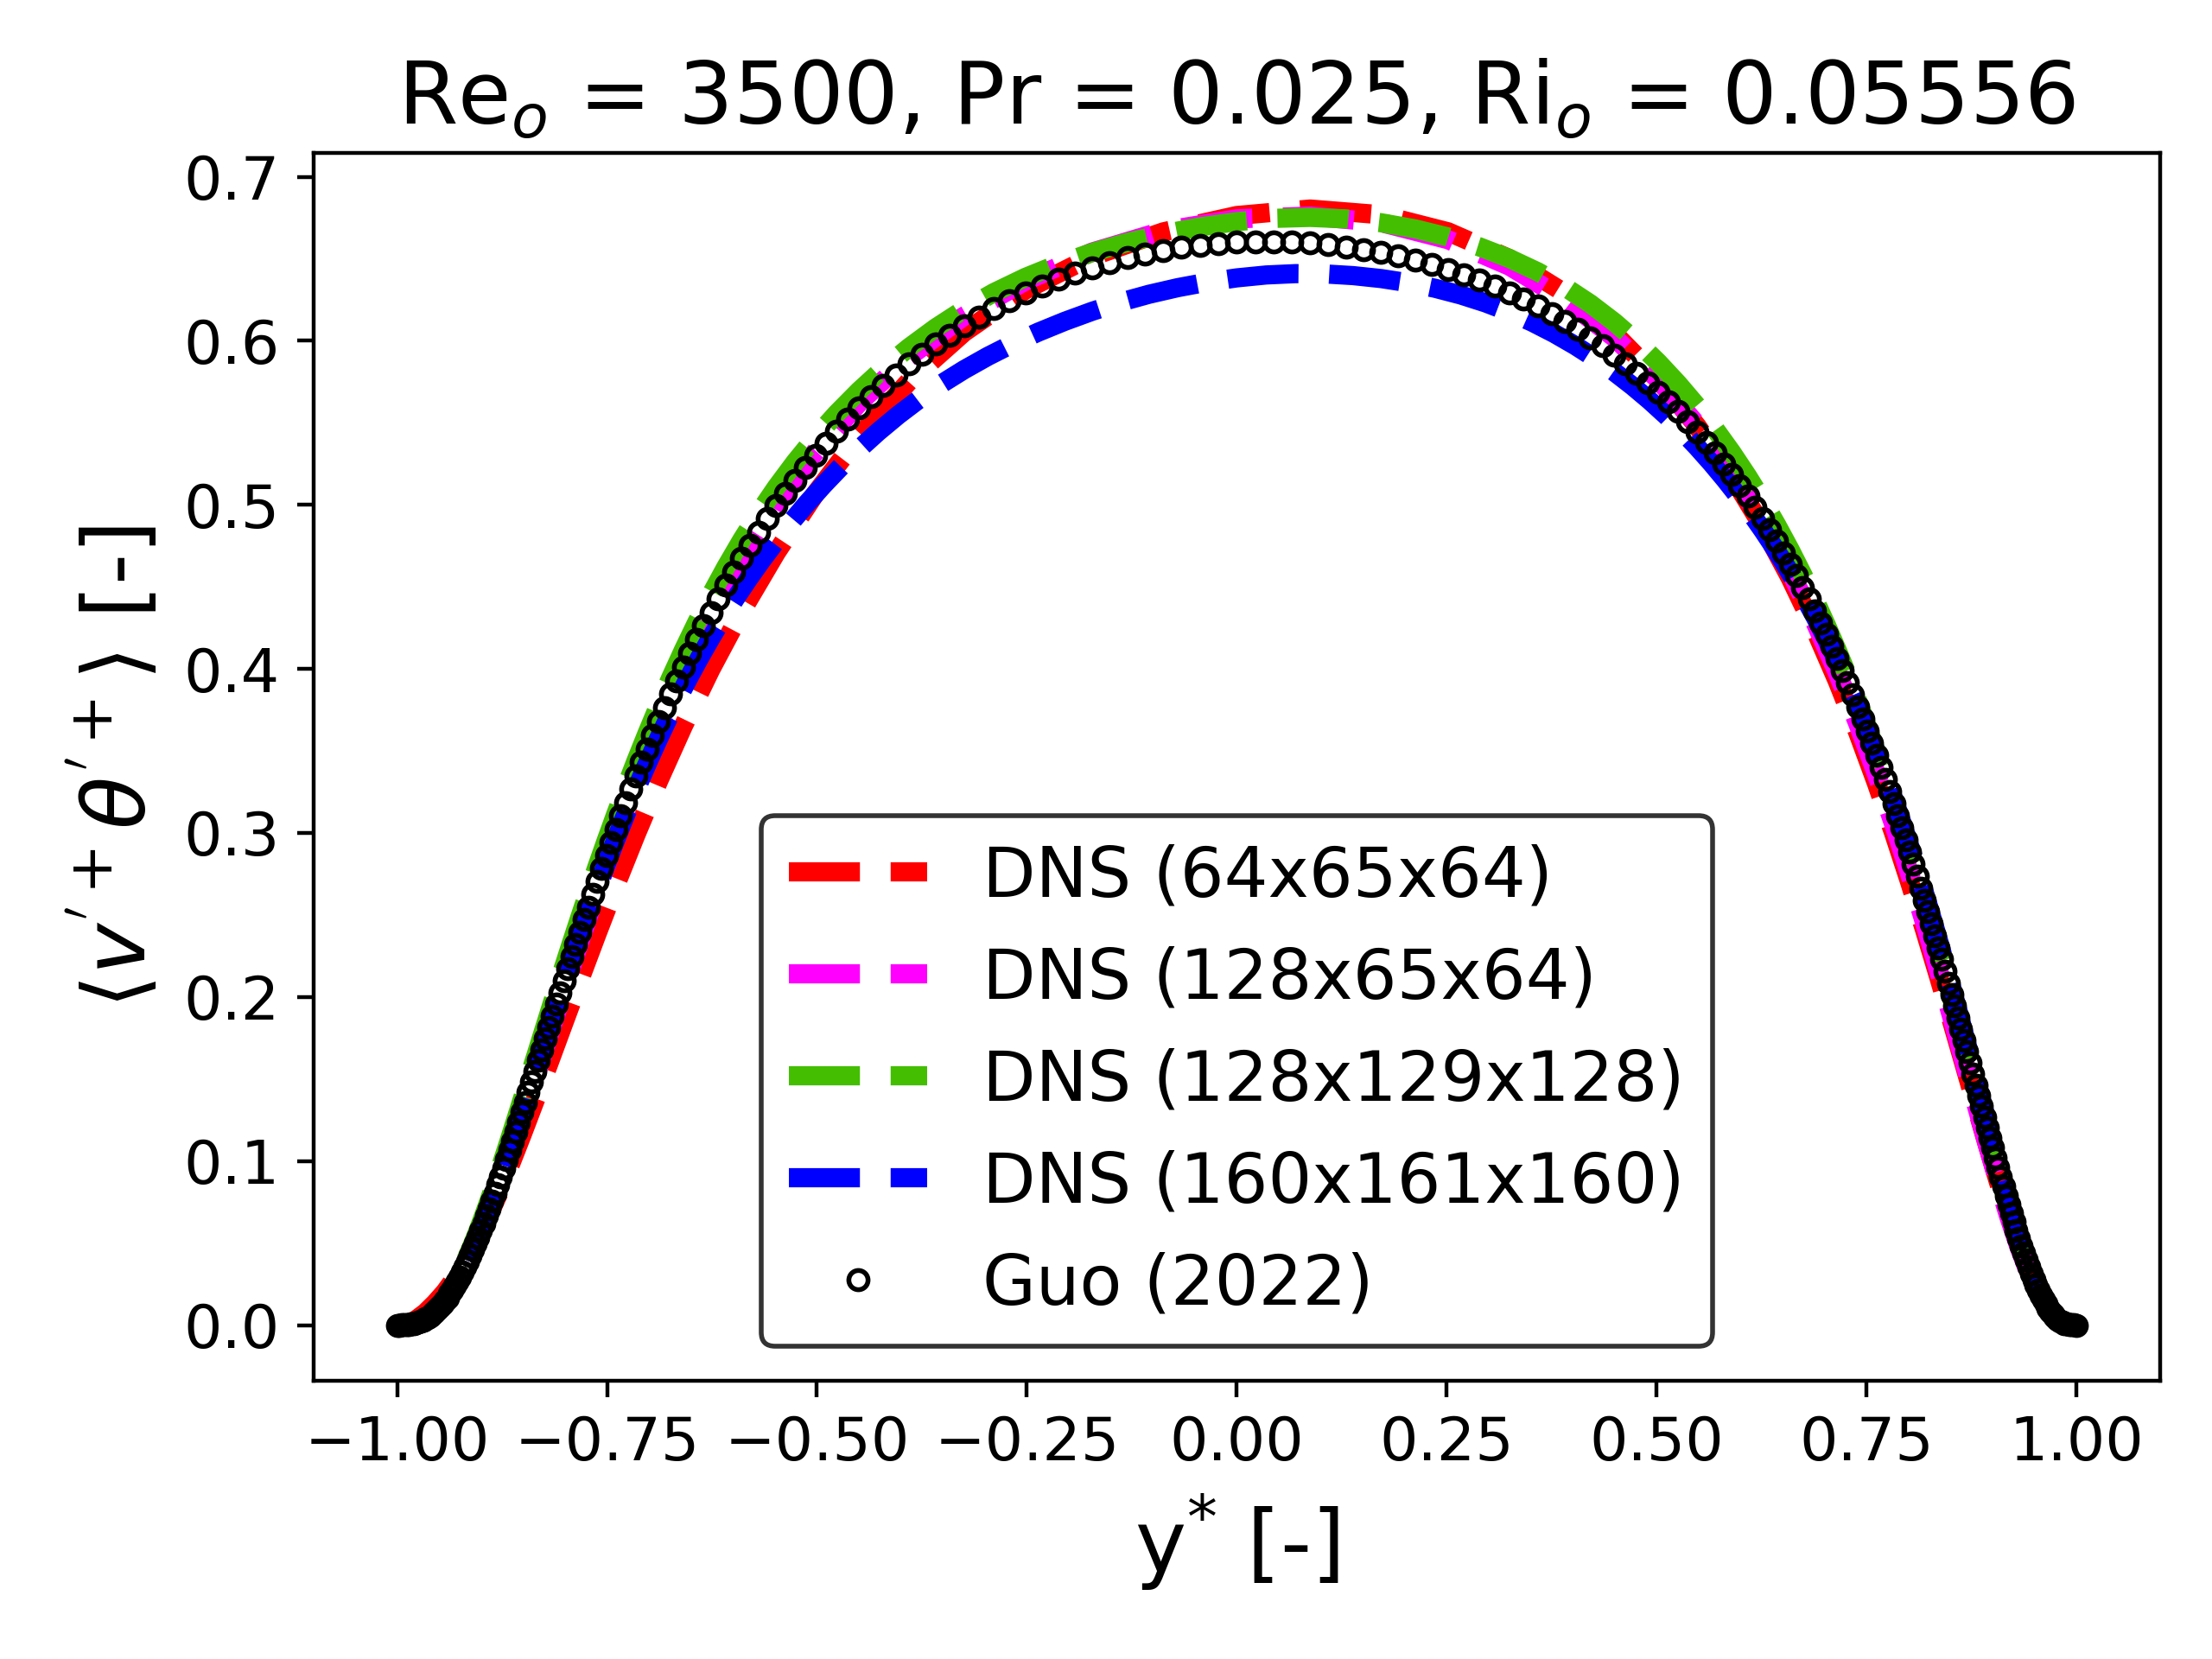 Re_o = 3500, Pr = 0.025, Ri_o = 0.05556
0.7
0.6
0.5
0.4
0.3
0.2
0.1
0.0
⟨v′⁺θ′⁺⟩ [-]
DNS (64x65x64)
DNS (128x65x64)
DNS (128x129x128)
DNS (160x161x160)
Guo (2022)
−1.00 −0.75 −0.50 −0.25 0.00 0.25 0.50 0.75 1.00
y* [-]